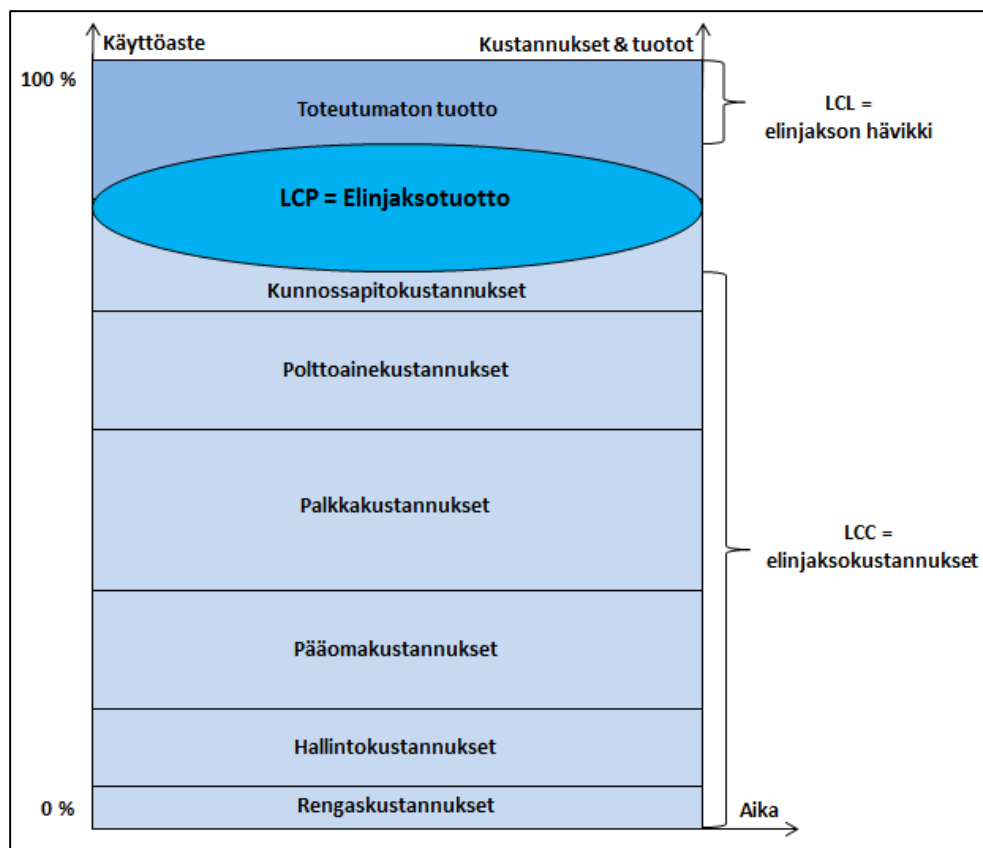 Käyttöaste
Kustannukset & tuotot
100 %
Toteutumaton tuotto
LCL =
elinjakson hävikki
LCP = Elinjaksotuotto
Kunnossapitokustannukset
Polttoainekustannukset
Palkkakustannukset
LCC =
elinjaksokustannukset
Pääomakustannukset
Hallintokustannukset
Rengaskustannukset
0 %
Aika